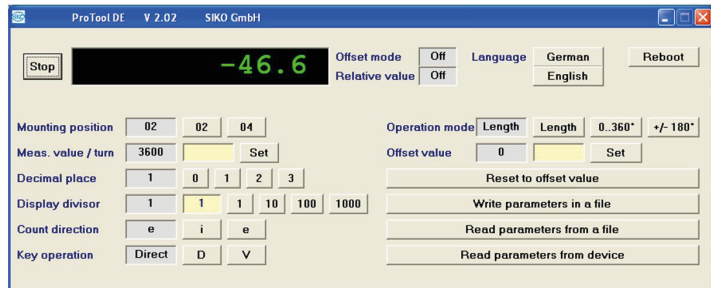 SIKO ProTool DE V 2.02 SIKO GmbH
Stop -46.6 Offset mode Off Language German Reboot
Relative value Off English
Mounting position 02 02 04 Operation mode Length Length 0..360° +/- 180°
Meas. value / turn 3600 Set Offset value 0 Set
Decimal place 1 0 1 2 3 Reset to offset value
Display divisor 1 1 1 10 100 1000 Write parameters in a file
Count direction e i e Read parameters from a file
Key operation Direct D V Read parameters from device